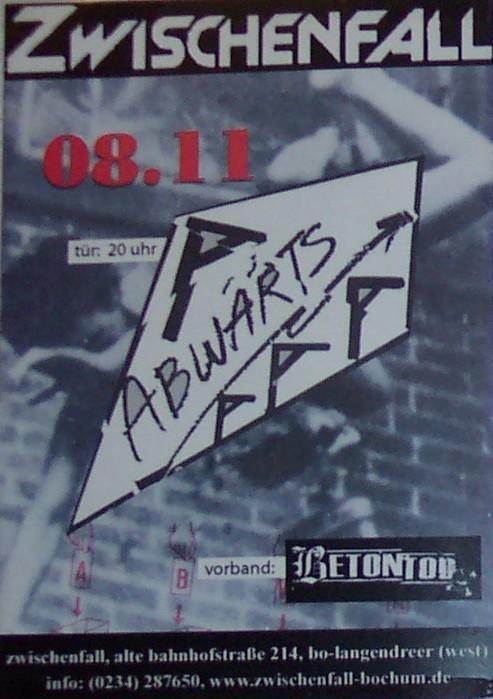 ZWISCHENFALL
08.11
tür: 20 uhr
ABWÄRTS
A
B
vorband: BETONTOD
zwischenfall, alte bahnhofstraße 214, bo-langendreer (west)
info: (0234) 287650, www.zwischenfall-bochum.de